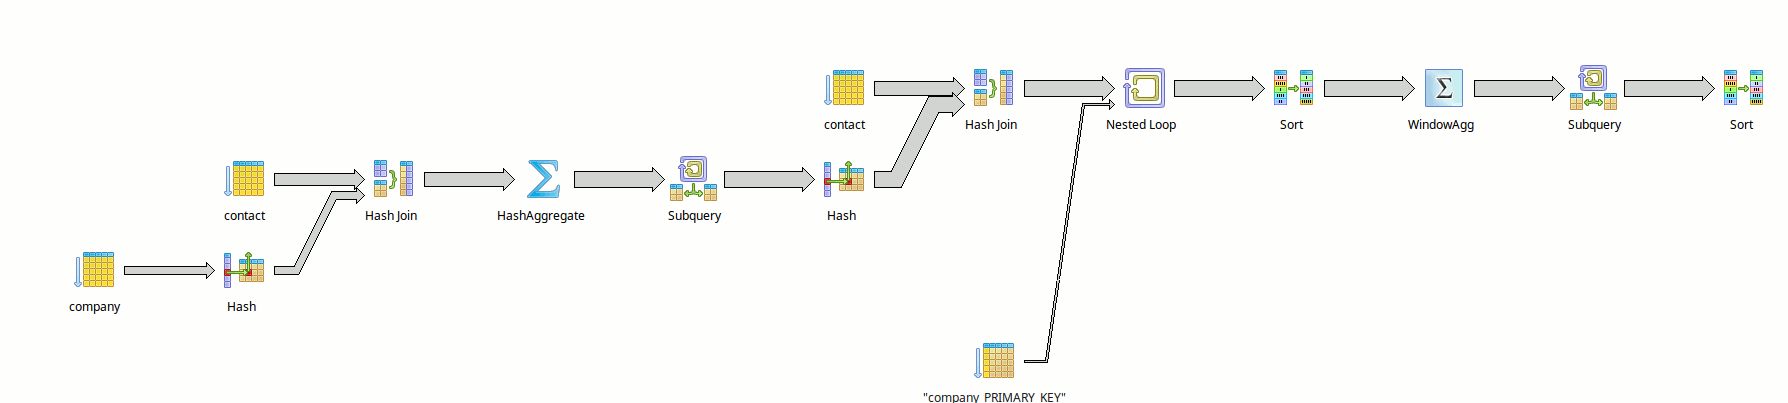 contact
Hash Join
Nested Loop
Sort
WindowAgg
Subquery
Sort
contact
Hash Join
HashAggregate
Subquery
Hash
company
Hash
"company PRIMARY KEY"